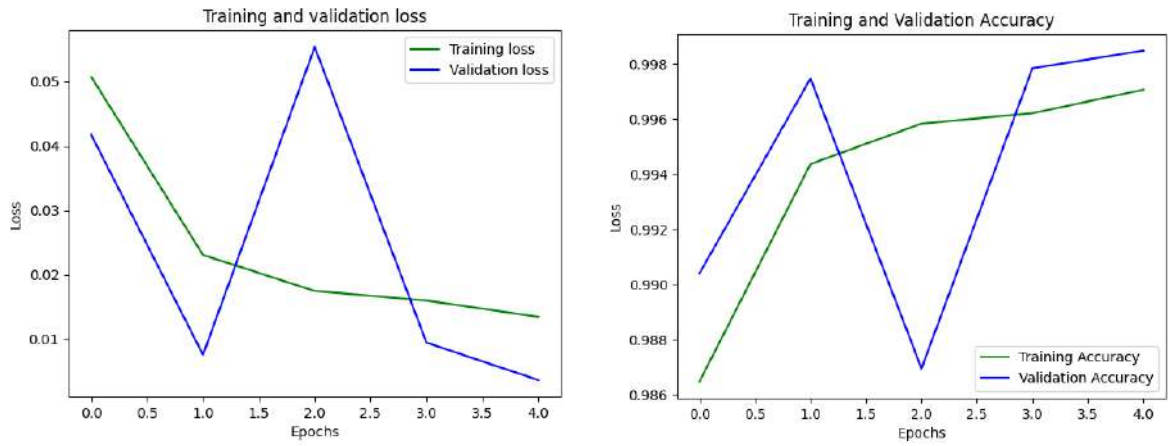 Training and validation loss
Training loss
Validation loss
Loss
0.05
0.04
0.03
0.02
0.01
0.0 0.5 1.0 1.5 2.0 2.5 3.0 3.5 4.0
Epochs
Training and Validation Accuracy
Loss
0.998
0.996
0.994
0.992
0.990
0.988
0.986
Training Accuracy
Validation Accuracy
0.0 0.5 1.0 1.5 2.0 2.5 3.0 3.5 4.0
Epochs